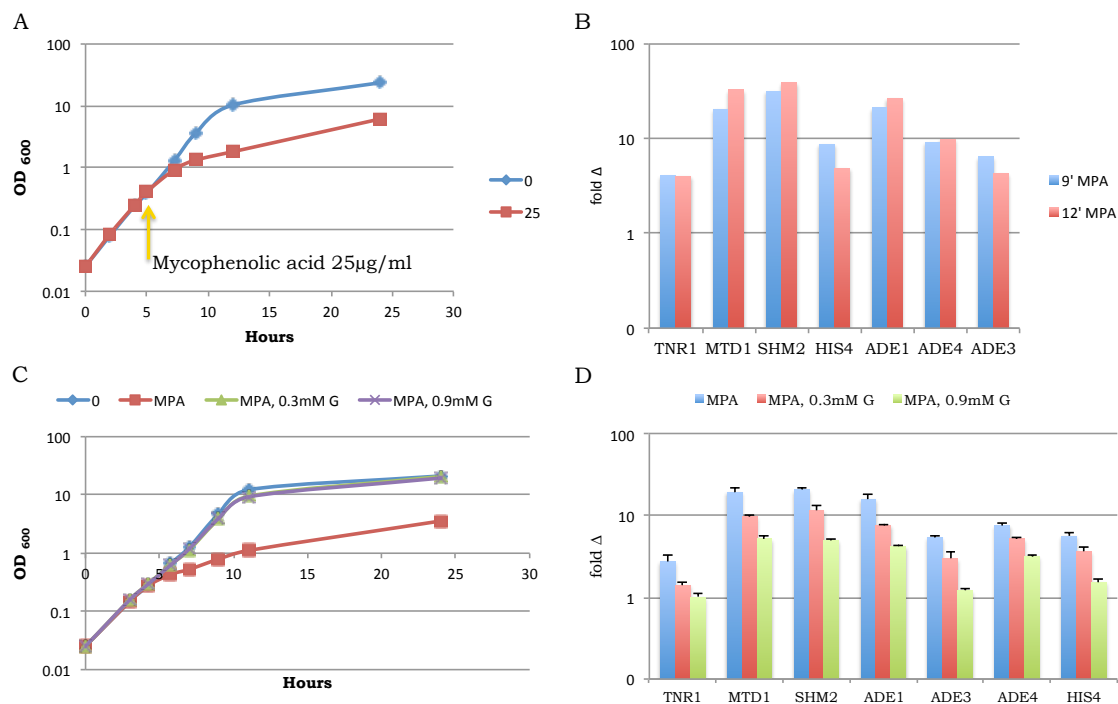 A
100
10
1
0.1
0.01
OD 600
0 5 10 15 20 25 30
Hours
Mycophenolic acid 25µg/ml
0
25
B
100
10
1
0
fold Δ
TNR1 MTD1 SHM2 HIS4 ADE1 ADE4 ADE3
9' MPA
12' MPA
C
0 MPA MPA, 0.3mM G MPA, 0.9mM G
100
10
1
0.1
0.01
OD 600
0 5 10 15 20 25 30
Hours
D
MPA MPA, 0.3mM G MPA, 0.9mM G
100
10
1
0
fold Δ
TNR1 MTD1 SHM2 ADE1 ADE3 ADE4 HIS4